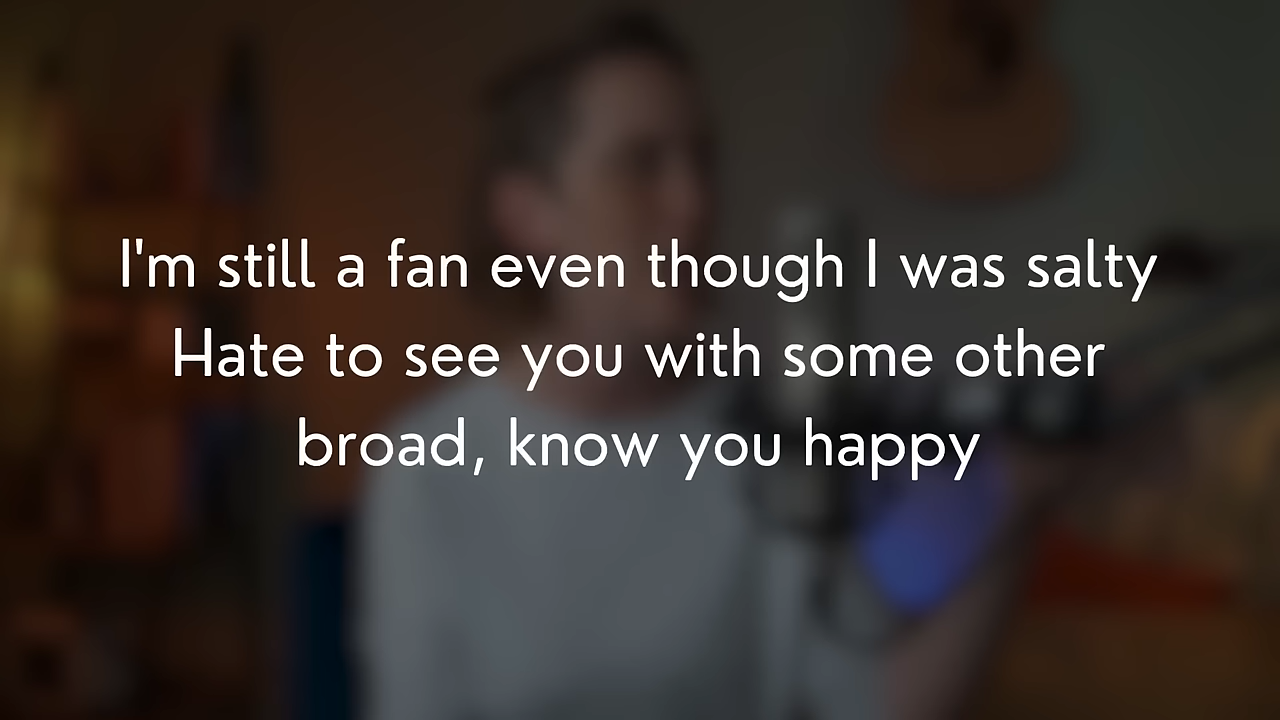 I'm still a fan even though I was salty
Hate to see you with some other
broad, know you happy